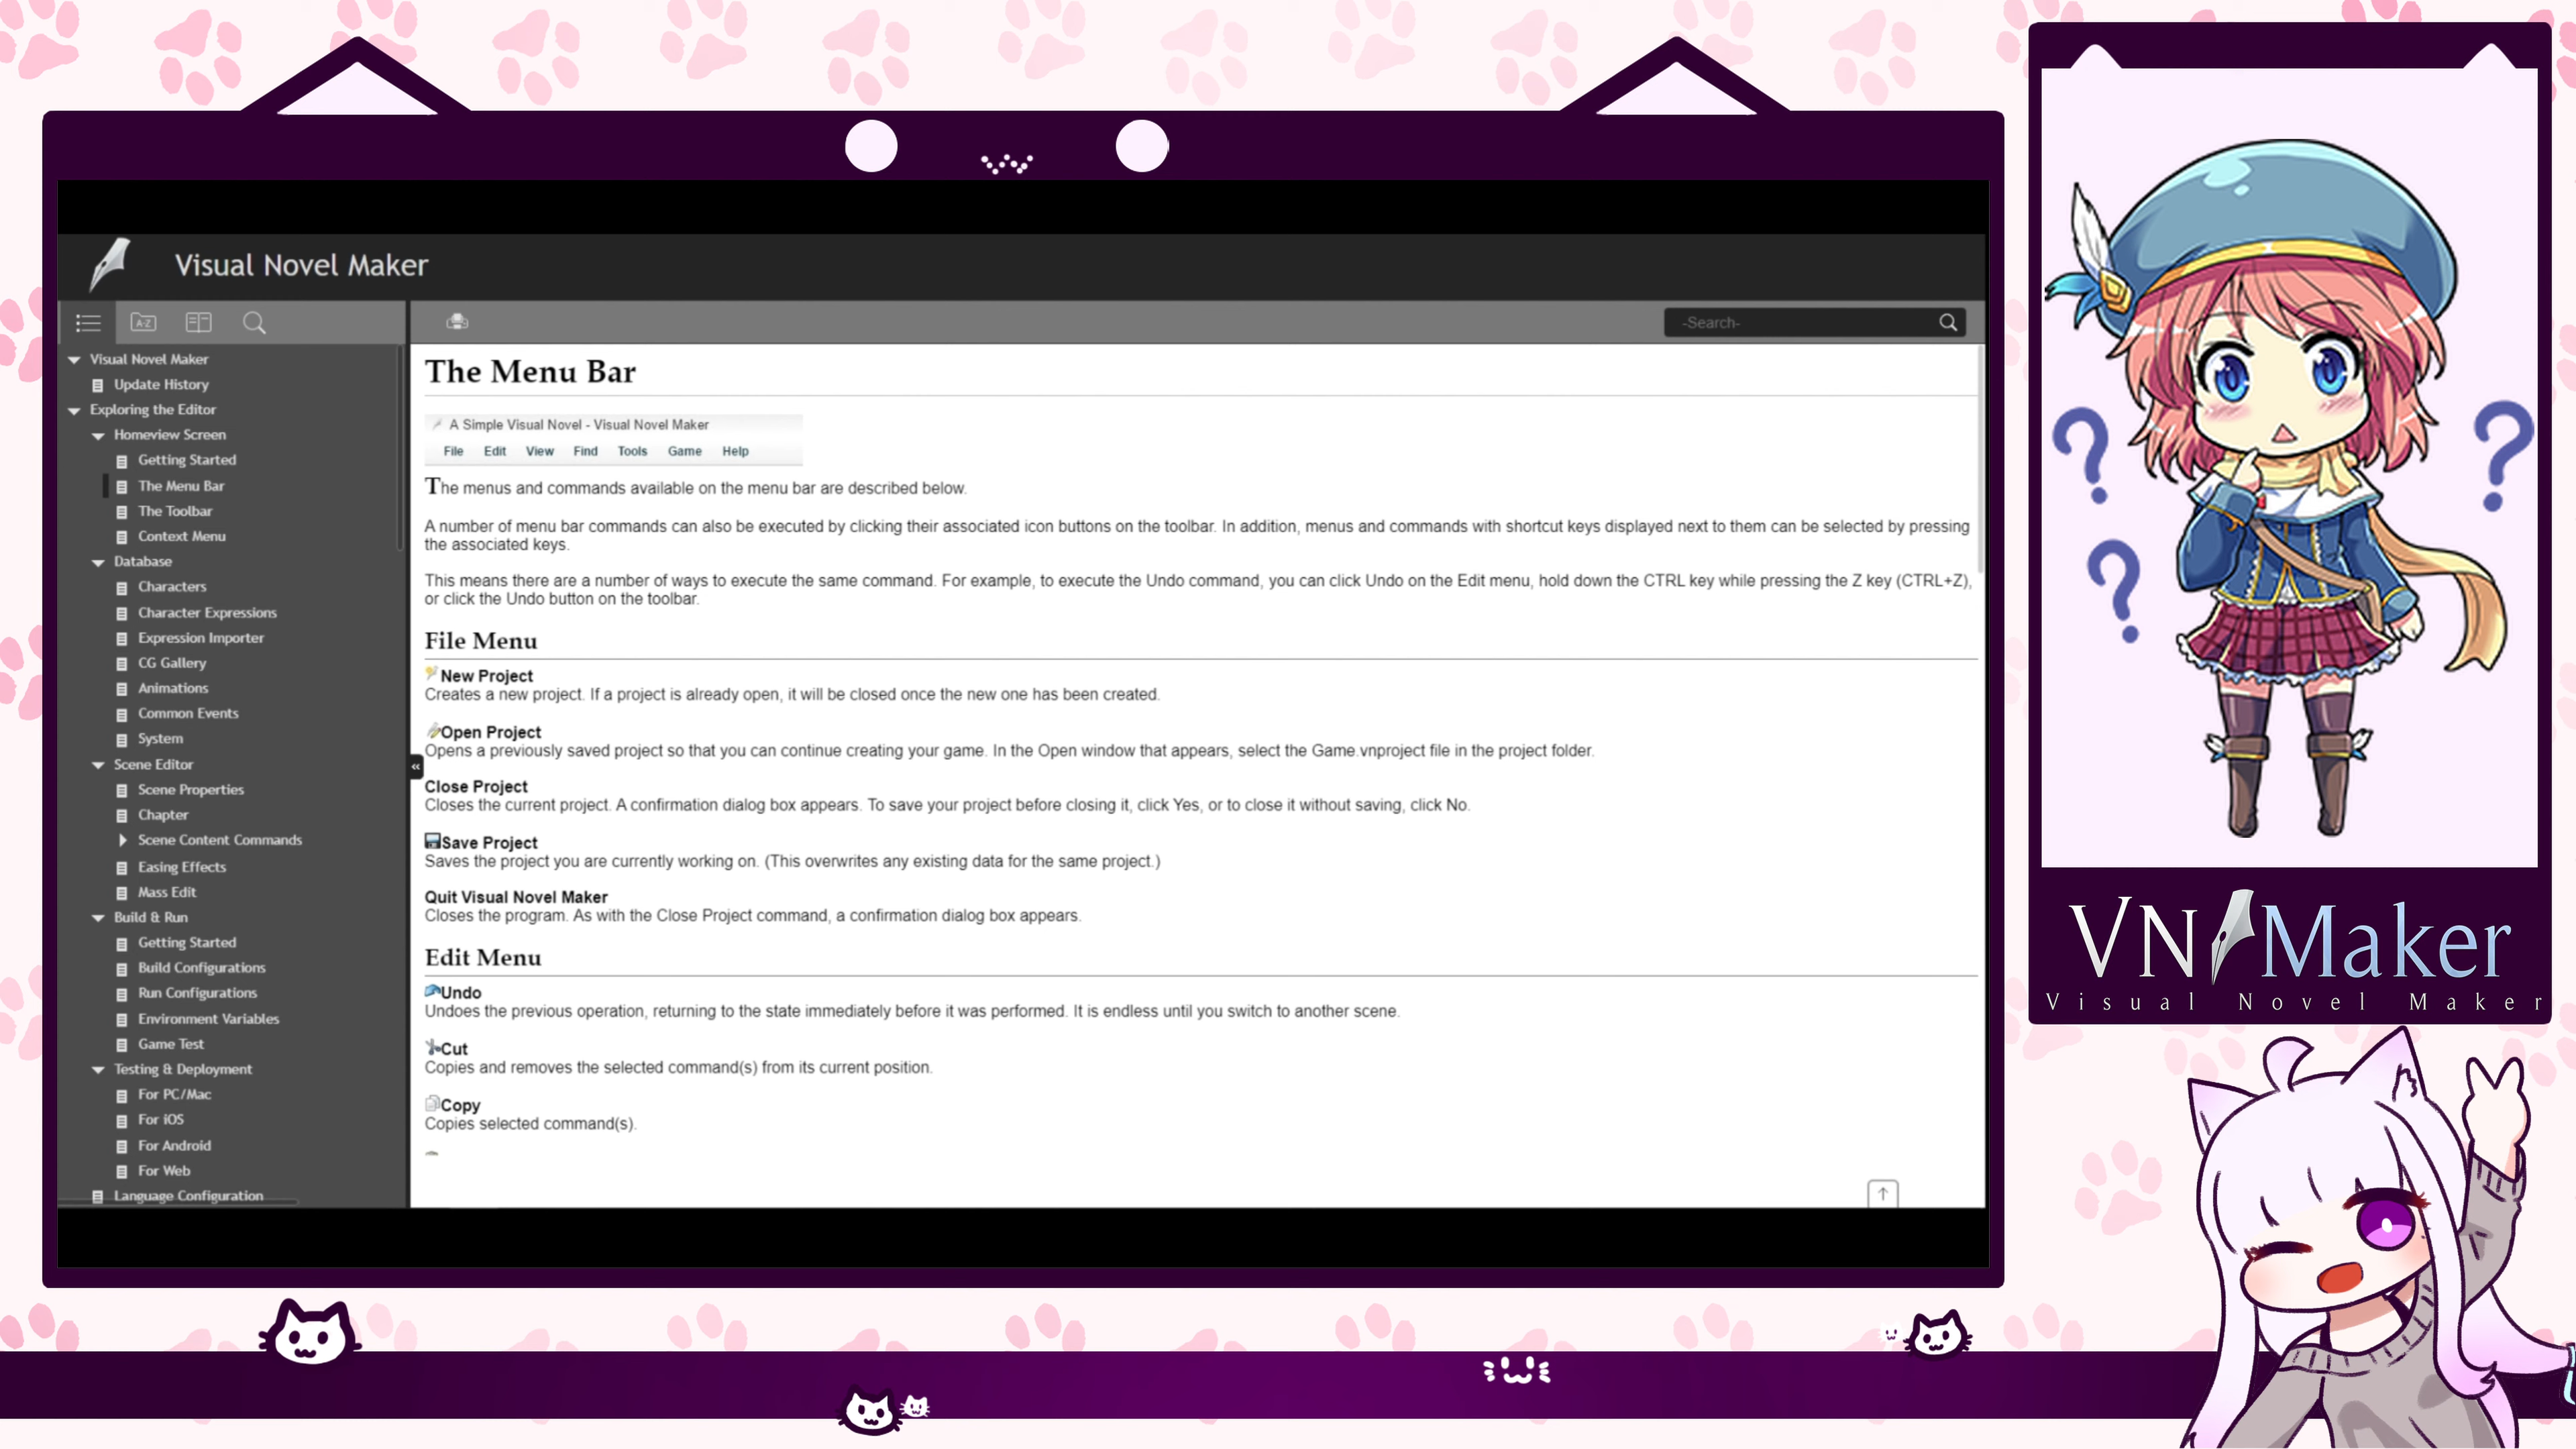 Visual Novel Maker
A-Z
-Search-
Visual Novel Maker
Update History
Exploring the Editor
Homeview Screen
Getting Started
The Menu Bar
The Toolbar
Context Menu
Database
Characters
Character Expressions
Expression Importer
CG Gallery
Animations
Common Events
System
Scene Editor
Scene Properties
Chapter
Scene Content Commands
Easing Effects
Mass Edit
Build & Run
Getting Started
Build Configurations
Run Configurations
Environment Variables
Game Test
Testing & Deployment
For PC/Mac
For iOS
For Android
For Web
Language Configuration
The Menu Bar
A Simple Visual Novel - Visual Novel Maker
File Edit View Find Tools Game Help
The menus and commands available on the menu bar are described below.
A number of menu bar commands can also be executed by clicking their associated icon buttons on the toolbar. In addition, menus and commands with shortcut keys displayed next to them can be selected by pressing
the associated keys.
This means there are a number of ways to execute the same command. For example, to execute the Undo command, you can click Undo on the Edit menu, hold down the CTRL key while pressing the Z key (CTRL+Z),
or click the Undo button on the toolbar.
File Menu
New Project
Creates a new project. If a project is already open, it will be closed once the new one has been created.
Open Project
Opens a previously saved project so that you can continue creating your game. In the Open window that appears, select the Game.vnproject file in the project folder.
Close Project
Closes the current project. A confirmation dialog box appears. To save your project before closing it, click Yes, or to close it without saving, click No.
Save Project
Saves the project you are currently working on. (This overwrites any existing data for the same project.)
Quit Visual Novel Maker
Closes the program. As with the Close Project command, a confirmation dialog box appears.
Edit Menu
Undo
Undoes the previous operation, returning to the state immediately before it was performed. It is endless until you switch to another scene.
Cut
Copies and removes the selected command(s) from its current position.
Copy
Copies selected command(s).
? ? ?
VN Maker
Visual Novel Maker